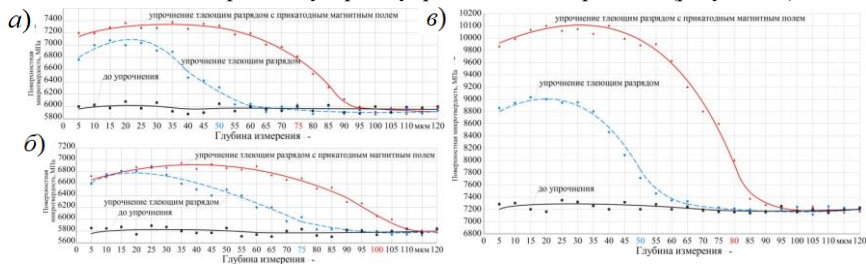 а)
упрочнение тлеющим разрядом с прикатодным магнитным полем
упрочнение тлеющим разрядом
до упрочнения
Поверхностная микротвердость, МПа
7400
7200
7000
6800
6600
6400
6200
6000
5800
0 5 10 15 20 25 30 35 40 45 50 55 60 65 70 75 80 85 90 95 100 105 110 мкм 120
Глубина измерения -
б)
упрочнение тлеющим разрядом с прикатодным магнитным полем
упрочнение тлеющим разрядом
до упрочнения
Поверхностная микротвердость, МПа
7200
7000
6800
6600
6400
6200
6000
5800
5600
0 5 10 15 20 25 30 35 40 45 50 55 60 65 70 75 80 85 90 95 100 105 110 мкм 120
Глубина измерения -
в)
упрочнение тлеющим разрядом с прикатодным магнитным полем
упрочнение тлеющим разрядом
до упрочнения
Поверхностная микротвердость, МПа
10200
10000
9800
9600
9400
9200
9000
8800
8600
8400
8200
8000
7800
7600
7400
7200
7000
6800
0 5 10 15 20 25 30 35 40 45 50 55 60 65 70 75 80 85 90 95 100 105 110 мкм 120
Глубина измерения -